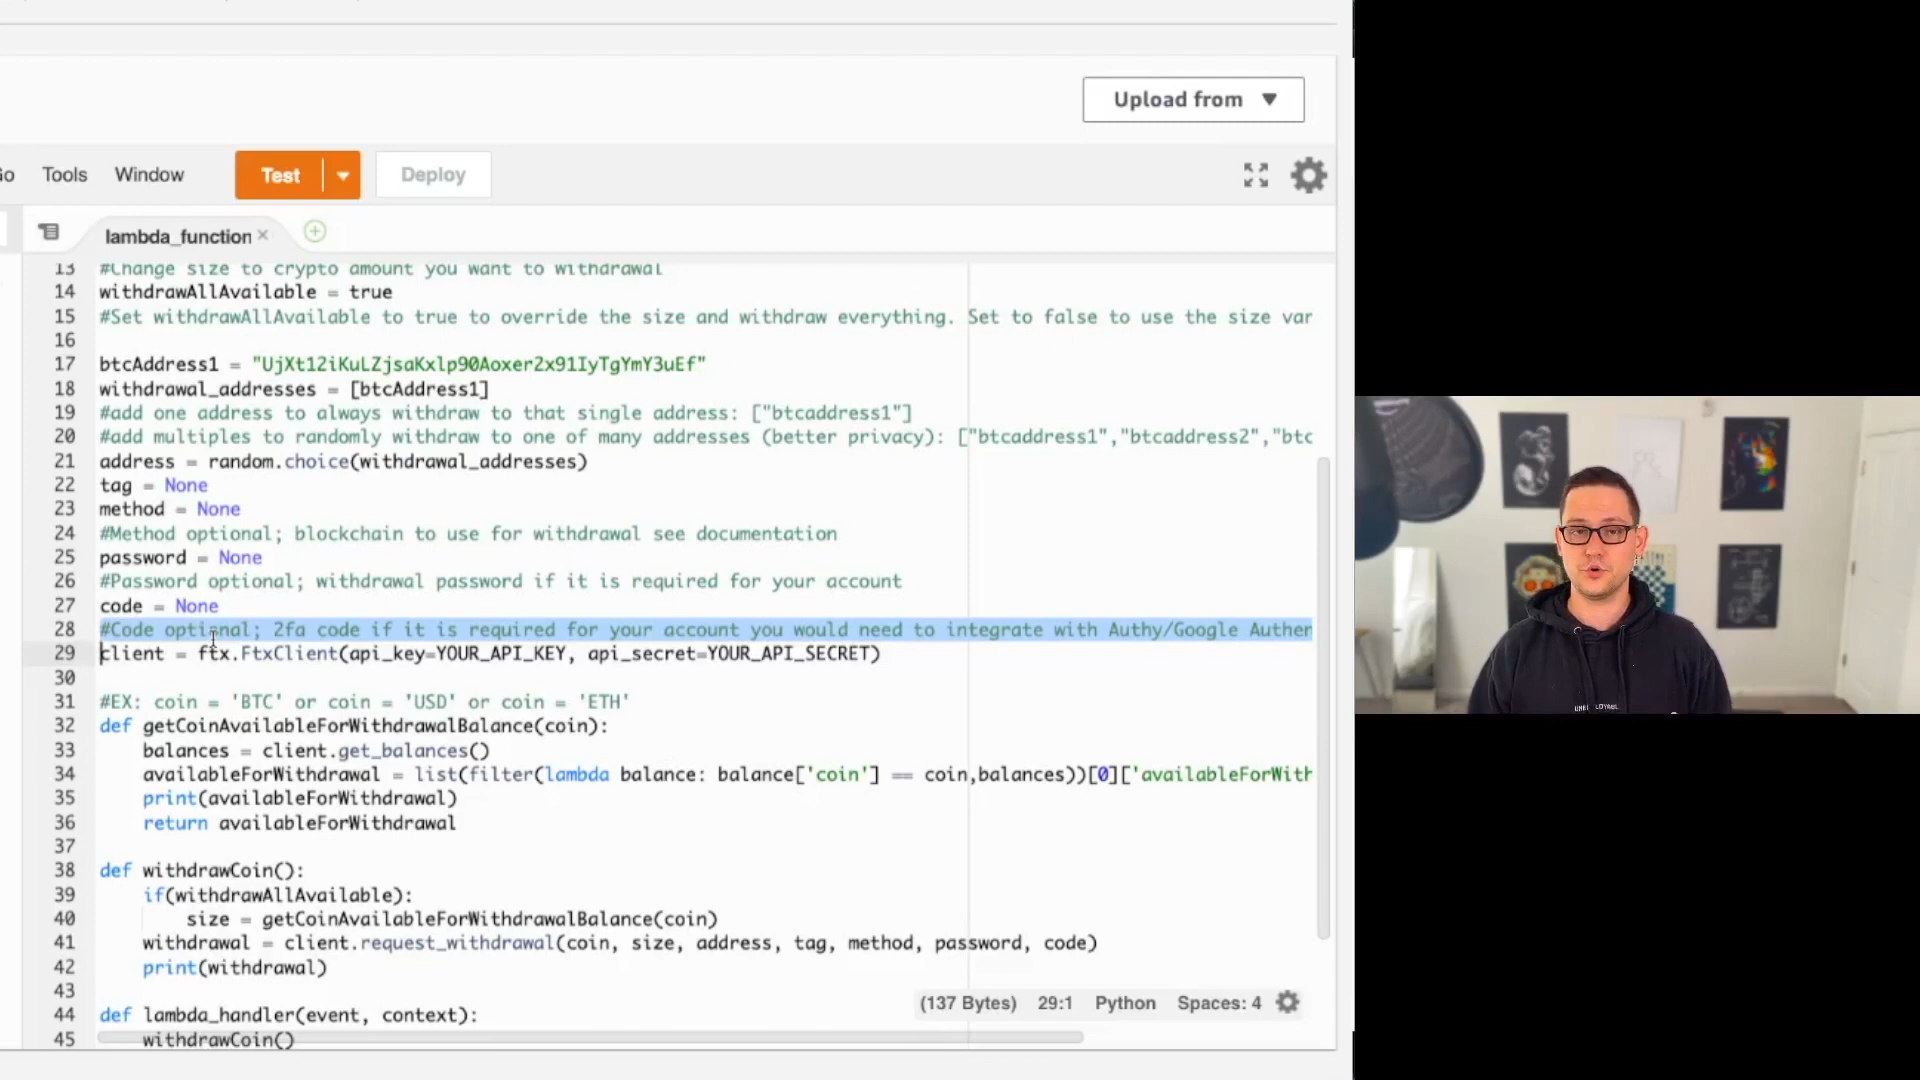 Upload from
Tools Window Test Deploy
lambda_function
13 #Change size to crypto amount you want to withdrawal
14 withdrawAllAvailable = true
15 #Set withdrawAllAvailable to true to override the size and withdraw everything. Set to false to use the size var
16
17 btcAddress1 = "UjXt12iKuLZjsaKxlp90Aoxer2x91IyTgYmY3uEf"
18 withdrawal_addresses = [btcAddress1]
19 #add one address to always withdraw to that single address: ["btcaddress1"]
20 #add multiples to randomly withdraw to one of many addresses (better privacy): ["btcaddress1","btcaddress2","btc
21 address = random.choice(withdrawal_addresses)
22 tag = None
23 method = None
24 #Method optional; blockchain to use for withdrawal see documentation
25 password = None
26 #Password optional; withdrawal password if it is required for your account
27 code = None
28 #Code optional; 2fa code if it is required for your account you would need to integrate with Authy/Google Authen
29 client = ftx.FtxClient(api_key=YOUR_API_KEY, api_secret=YOUR_API_SECRET)
30
31 #EX: coin = 'BTC' or coin = 'USD' or coin = 'ETH'
32 def getCoinAvailableForWithdrawalBalance(coin):
33 balances = client.get_balances()
34 availableForWithdrawal = list(filter(lambda balance: balance['coin'] == coin,balances))[0]['availableForWith
35 print(availableForWithdrawal)
36 return availableForWithdrawal
37
38 def withdrawCoin():
39 if(withdrawAllAvailable):
40 size = getCoinAvailableForWithdrawalBalance(coin)
41 withdrawal = client.request_withdrawal(coin, size, address, tag, method, password, code)
42 print(withdrawal)
43
44 def lambda_handler(event, context):
45 withdrawCoin()
(137 Bytes) 29:1 Python Spaces: 4